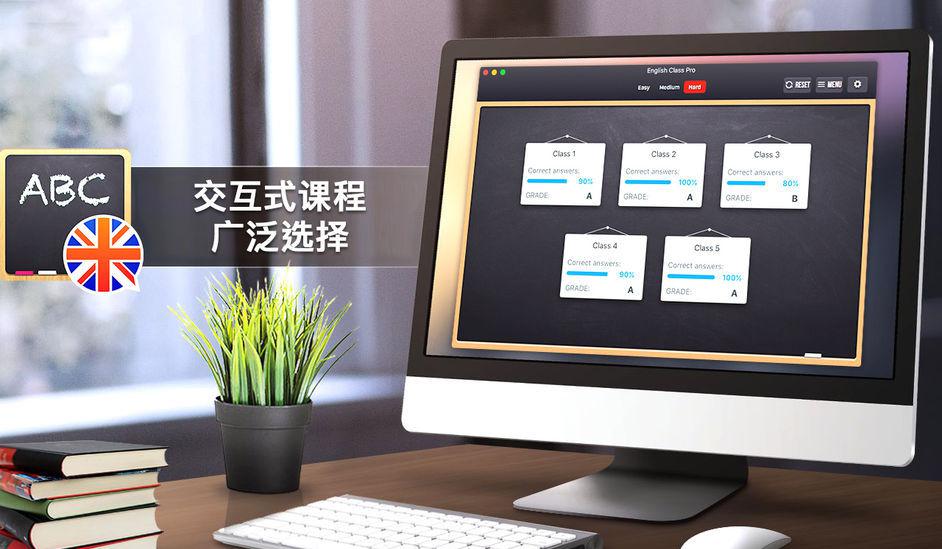 ABC
交互式课程
广泛选择
English Class Pro
Easy Medium Hard
RESET MENU
Class 1
Correct answers:
90%
GRADE: A
Class 2
Correct answers:
100%
GRADE: A
Class 3
Correct answers:
80%
GRADE: B
Class 4
Correct answers:
90%
GRADE: A
Class 5
Correct answers:
100%
GRADE: A